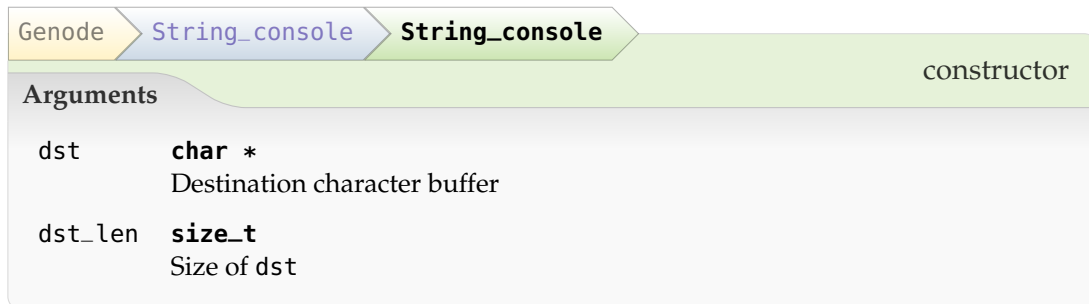 Genode String_console String_console
constructor
Arguments
dst char *
Destination character buffer
dst_len size_t
Size of dst